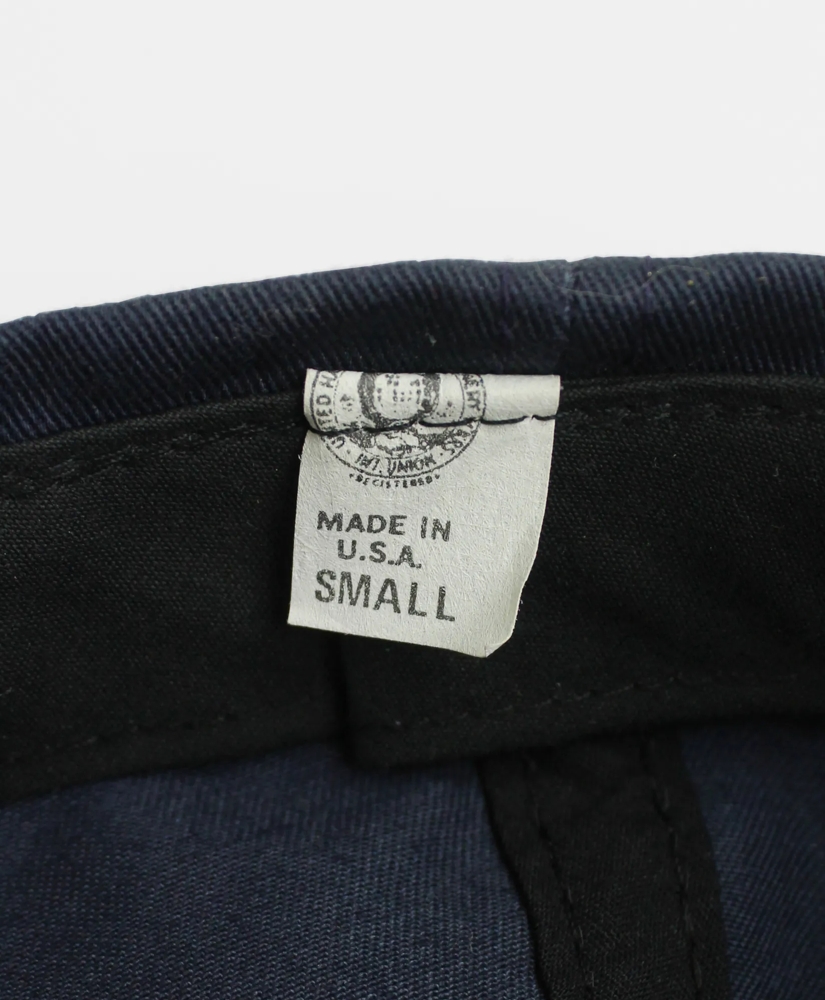 INT. UNION
REGISTERED
MADE IN
U.S.A.
SMALL